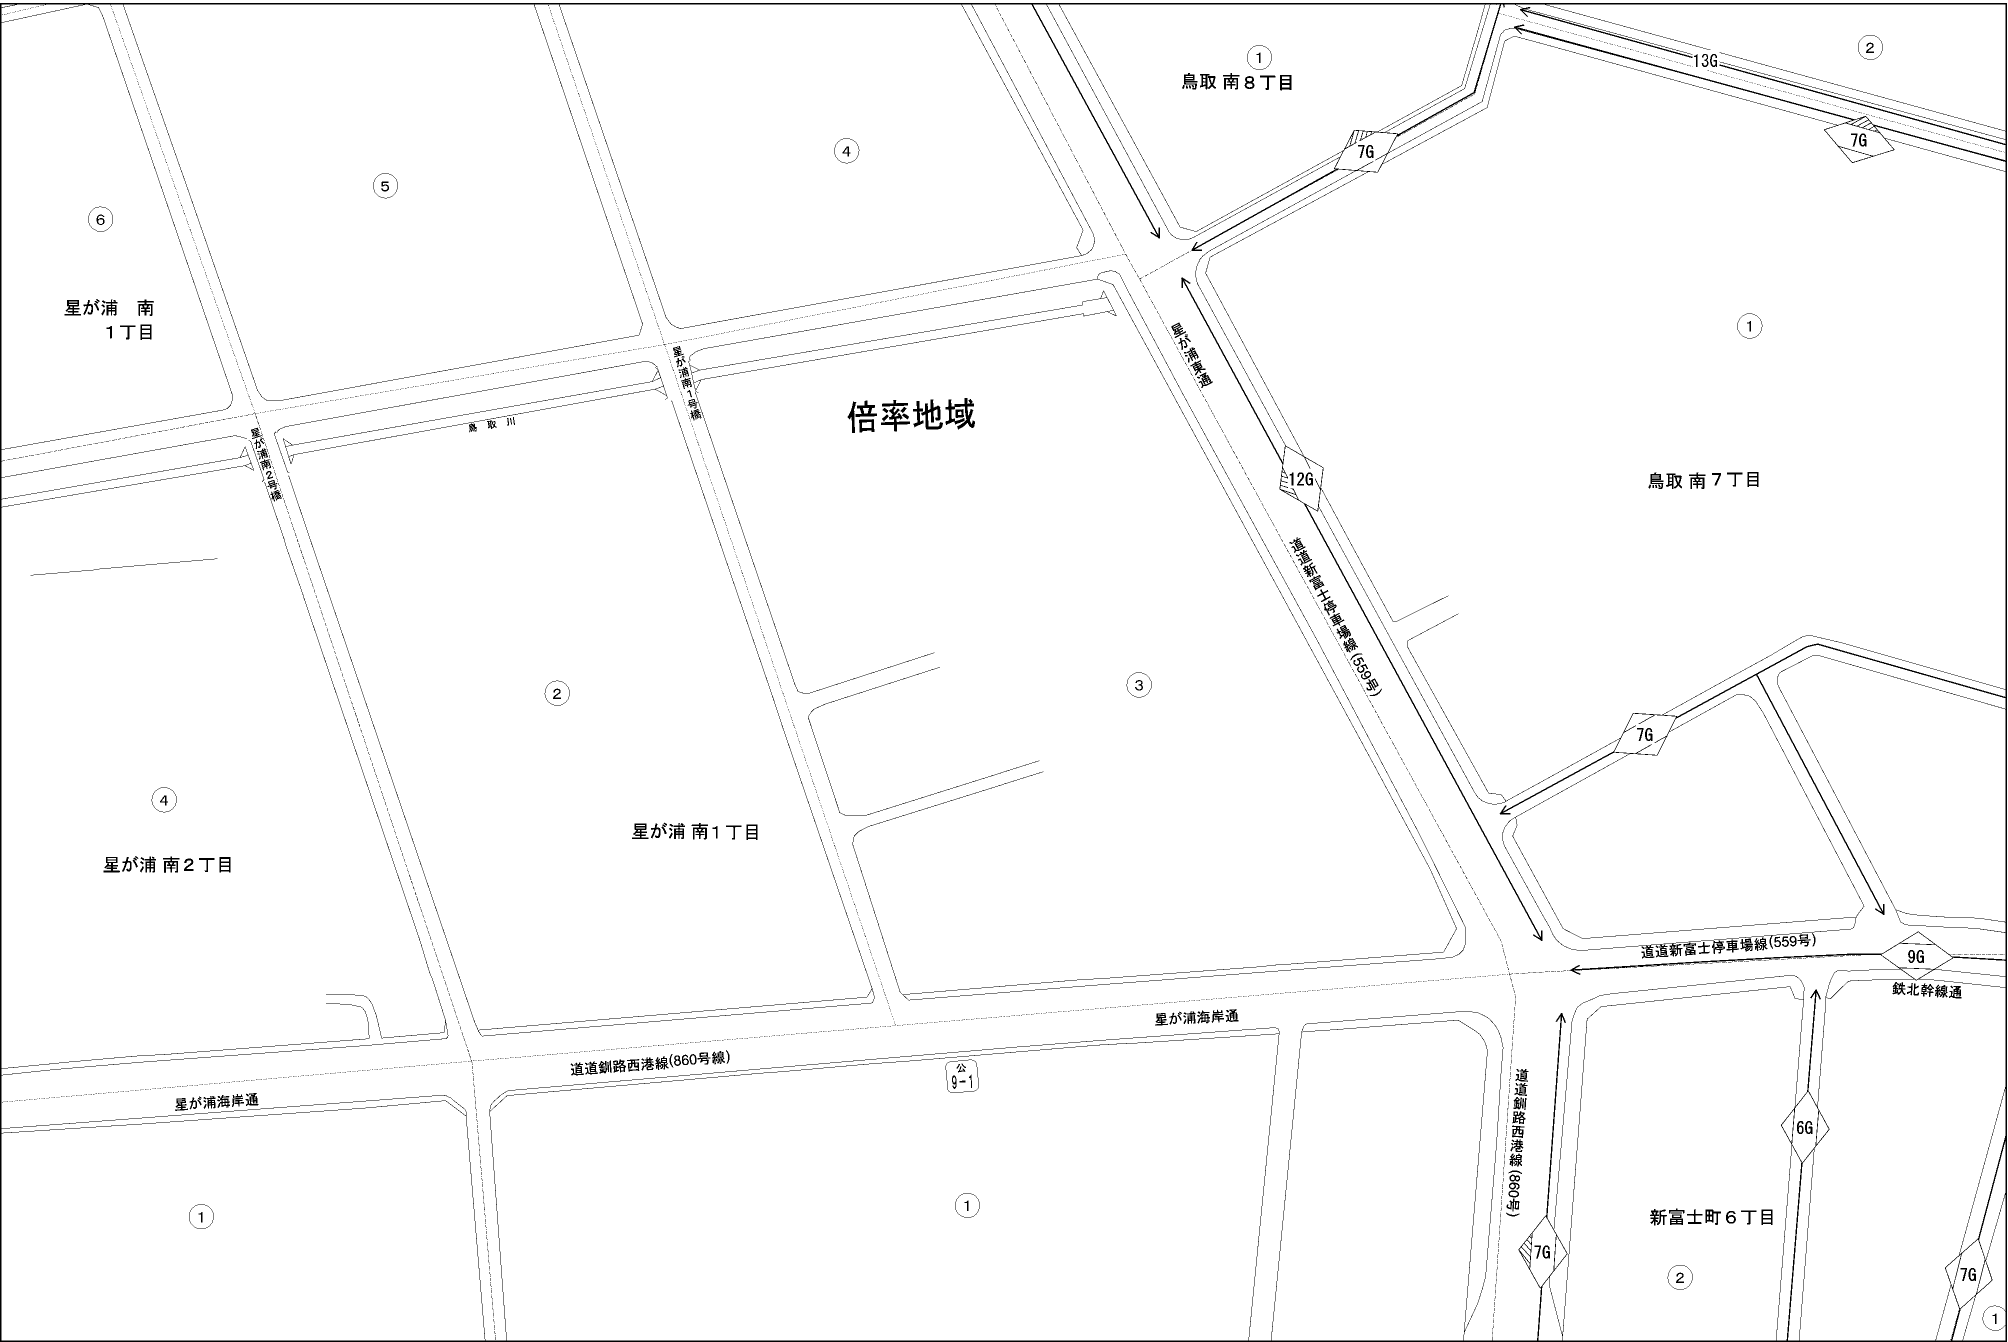 ①
鳥取 南８丁目
②
13G
7G
7G
④
⑤
⑥
星が浦　南
１丁目
①
星が浦東通
星が浦南１号橋
倍率地域
鳥取川
星が浦南２号橋
12G
鳥取 南７丁目
道道新富士停車場線(559号)
②
③
7G
④
星が浦 南１丁目
星が浦 南２丁目
道道新富士停車場線(559号)
9G
鉄北幹線通
星が浦海岸通
道道釧路西港線(860号線)
公
9-1
星が浦海岸通
道道釧路西港線(860号)
6G
①
①
新富士町６丁目
7G
②
7G
①